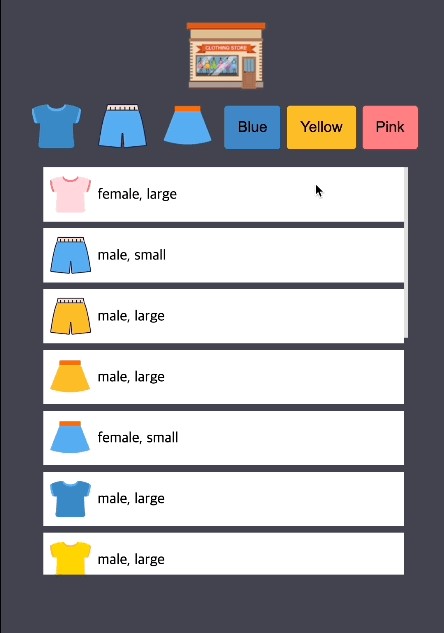 CLOTHING STORE
Blue
Yellow
Pink
female, large
male, small
male, large
male, large
female, small
male, large
male, large